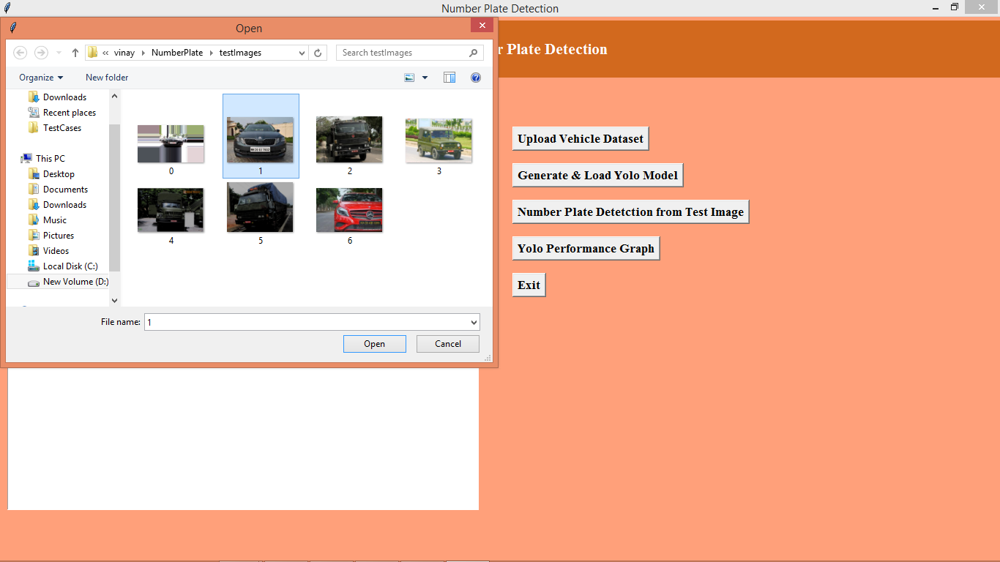 Number Plate Detection
Open
« vinay NumberPlate testImages
Search testImages
Organize
New folder
Downloads
Recent places
TestCases
This PC
Desktop
Documents
Downloads
Music
Pictures
Videos
Local Disk (C:)
New Volume (D:)
0
1
2
3
4
5
6
File name:
1
Open
Cancel
r Plate Detection
Upload Vehicle Dataset
Generate & Load Yolo Model
Number Plate Detetction from Test Image
Yolo Performance Graph
Exit